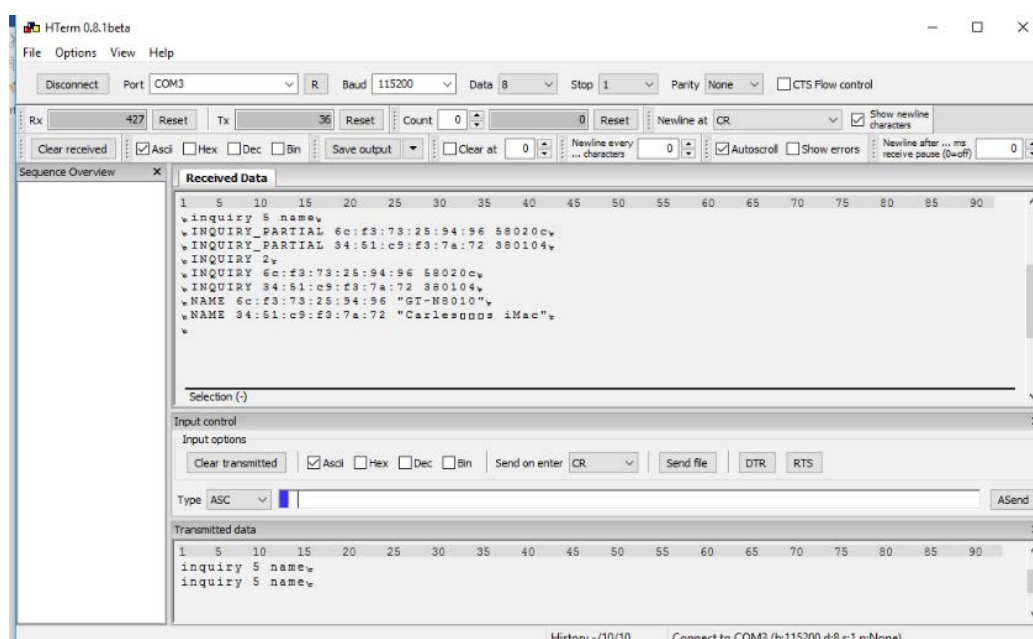 HTerm 0.8.1beta
File Options View Help
Disconnect Port COM3 R Baud 115200 Data 8 Stop 1 Parity None CTS Flow control
Rx 427 Reset Tx 36 Reset Count 0 0 Reset Newline at CR Show newline characters
Clear received Ascii Hex Dec Bin Save output Clear at 0 Newline every ... characters 0 Autoscroll Show errors Newline after ... ms receive pause (0=off) 0
Sequence Overview
Received Data
1 5 10 15 20 25 30 35 40 45 50 55 60 65 70 75 80 85 90
inquiry 5 name
INQUIRY_PARTIAL 6c:f3:73:25:94:96 58020c
INQUIRY_PARTIAL 34:51:c9:f3:7a:72 380104
INQUIRY 2
INQUIRY 6c:f3:73:25:94:96 58020c
INQUIRY 34:51:c9:f3:7a:72 380104
NAME 6c:f3:73:25:94:96 "GT-N8010"
NAME 34:51:c9:f3:7a:72 "Carles▯▯▯s iMac"
Selection (-)
Input control
Input options
Clear transmitted Ascii Hex Dec Bin Send on enter CR Send file DTR RTS
Type ASC ASend
Transmitted data
1 5 10 15 20 25 30 35 40 45 50 55 60 65 70 75 80 85 90
inquiry 5 name
inquiry 5 name
History -/10/10 Connect to COM3 (b:115200 d:8 s:1 p:None)